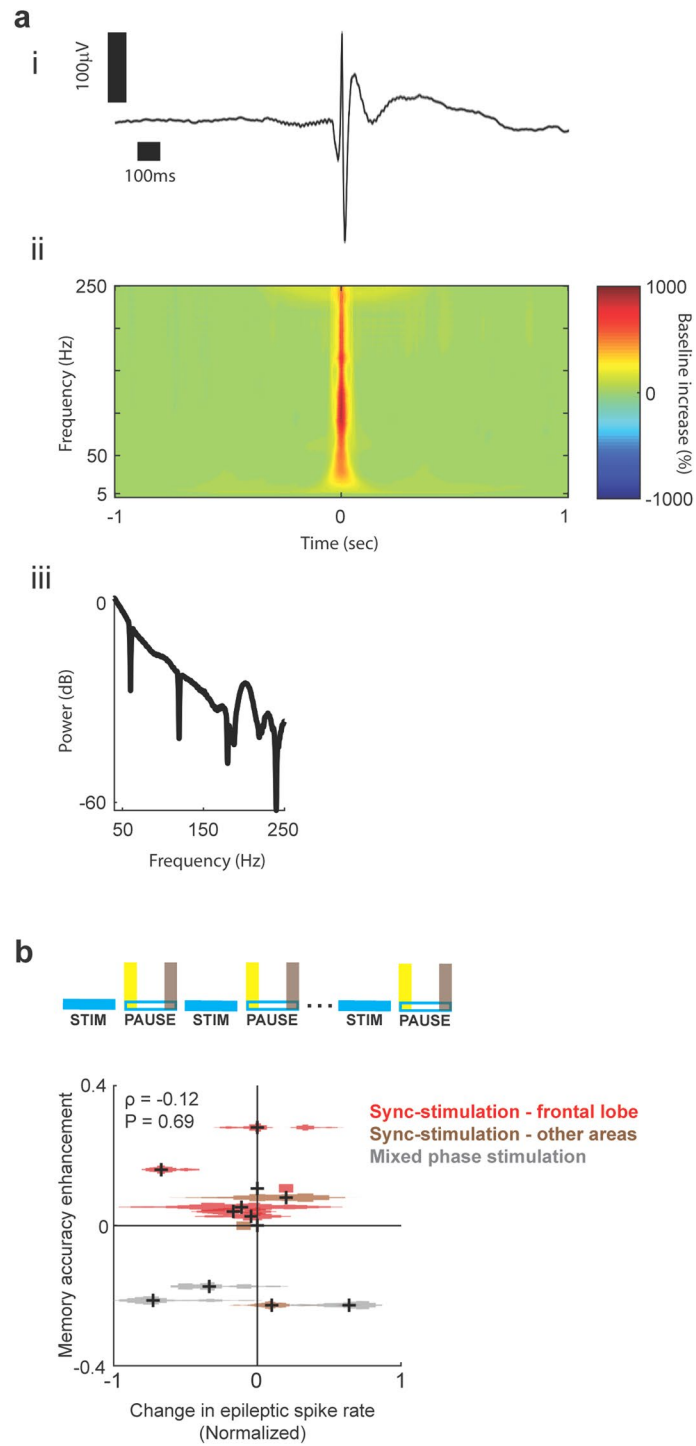 a
i
100µV
100ms
ii
250
50
5
Frequency (Hz)
-1
0
1
Time (sec)
1000
0
-1000
Baseline increase (%)
iii
0
-60
Power (dB)
50
150
250
Frequency (Hz)
b
STIM PAUSE STIM PAUSE ... STIM PAUSE
0.4
0
-0.4
Memory accuracy enhancement
ρ = -0.12
P = 0.69
Sync-stimulation - frontal lobe
Sync-stimulation - other areas
Mixed phase stimulation
-1
0
1
Change in epileptic spike rate
(Normalized)